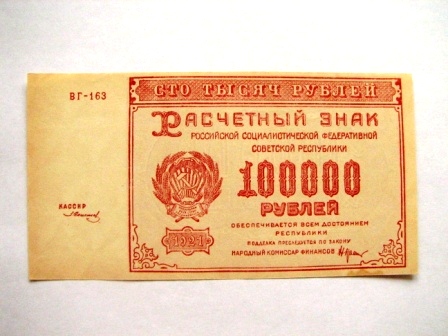 ВГ-163
СТО ТЫСЯЧ РУБЛЕЙ
РАСЧЕТНЫЙ ЗНАК
РОССИЙСКОЙ СОЦИАЛИСТИЧЕСКОЙ ФЕДЕРАТИВНОЙ
СОВЕТСКОЙ РЕСПУБЛИКИ
100000
РУБЛЕЙ
ОБЕСПЕЧИВАЕТСЯ ВСЕМ ДОСТОЯНИЕМ
РЕСПУБЛИКИ
ПОДДЕЛКА ПРЕСЛЕДУЕТСЯ ПО ЗАКОНУ
НАРОДНЫЙ КОМИССАР ФИНАНСОВ
КАССИР
1921